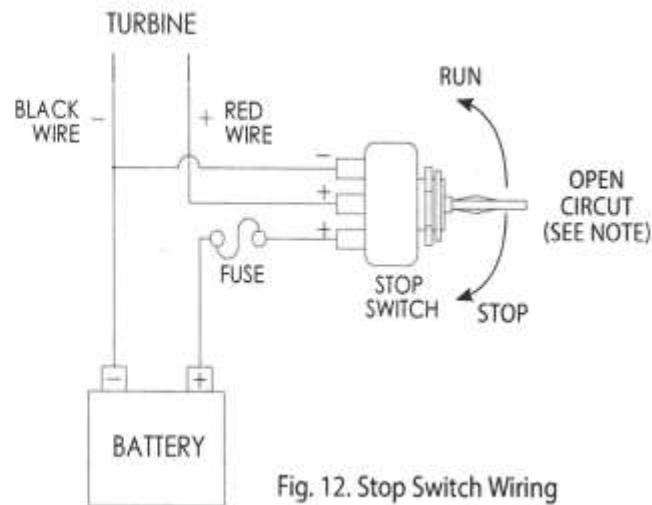 TURBINE
RUN
BLACK
WIRE
-
+
RED
WIRE
-
+
+
OPEN
CIRCUT
(SEE NOTE)
FUSE
STOP
SWITCH
STOP
-
+
BATTERY
Fig. 12. Stop Switch Wiring